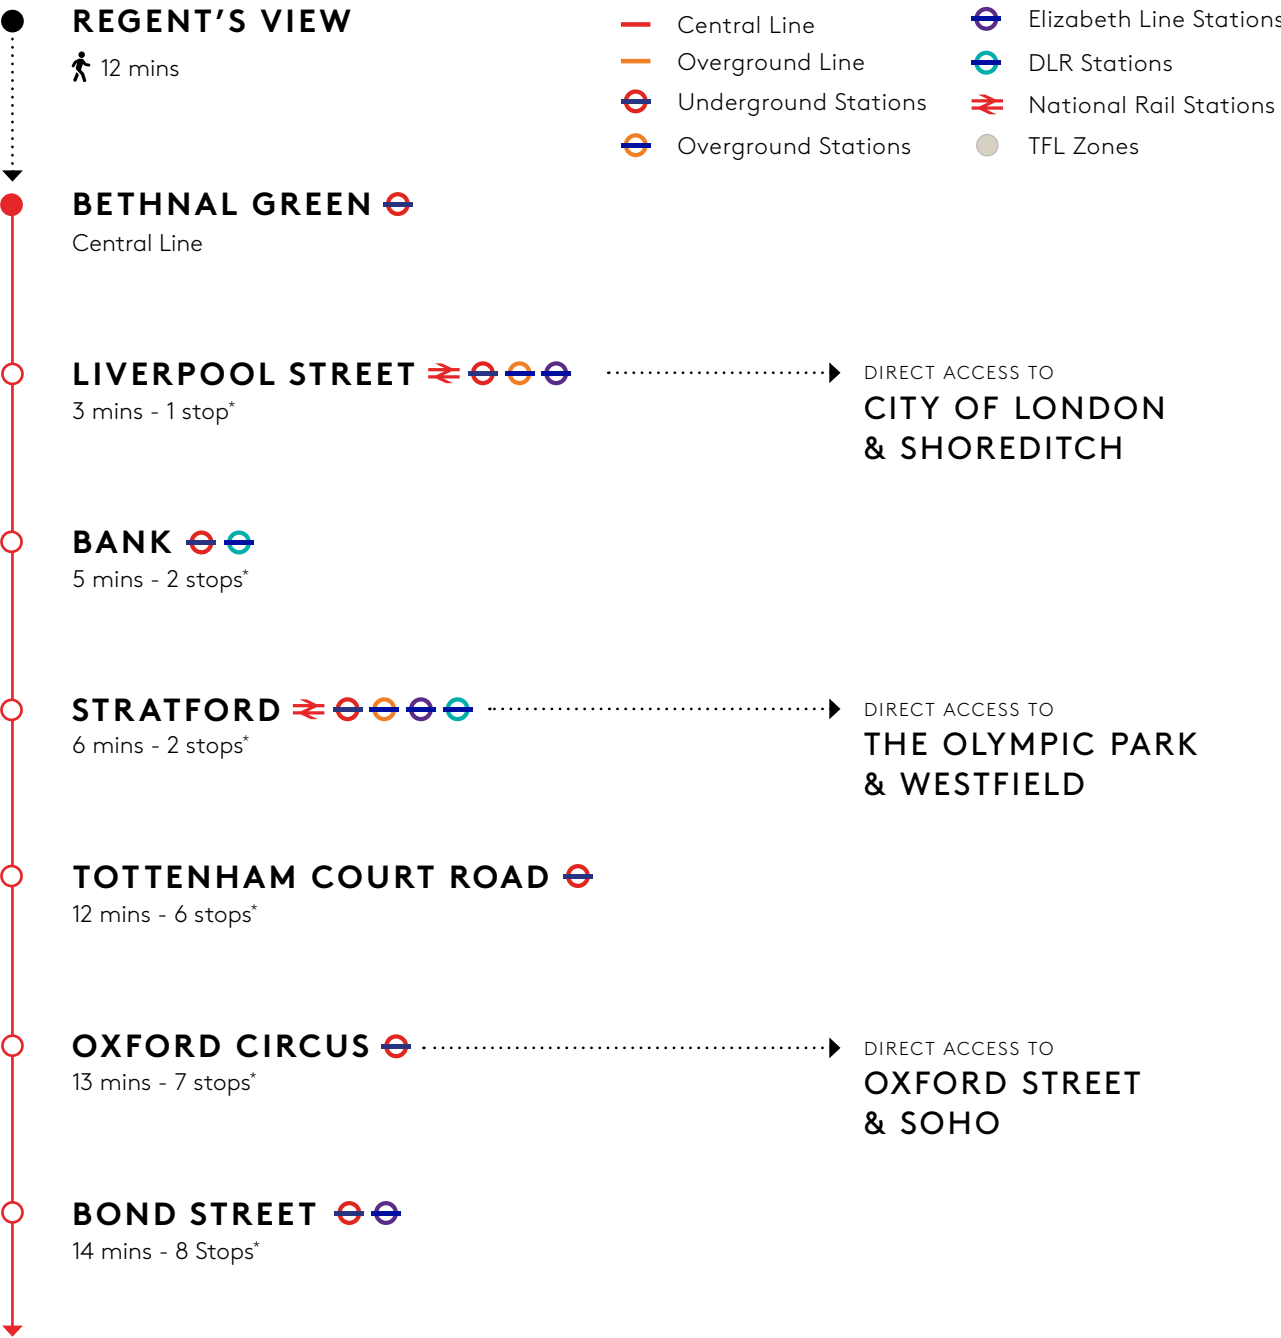 REGENT'S VIEW
12 mins
Central Line
Overground Line
Underground Stations
Overground Stations
Elizabeth Line Stations
DLR Stations
National Rail Stations
TFL Zones
BETHNAL GREEN
Central Line
LIVERPOOL STREET
3 mins - 1 stop*
DIRECT ACCESS TO
CITY OF LONDON
& SHOREDITCH
BANK
5 mins - 2 stops*
STRATFORD
6 mins - 2 stops*
DIRECT ACCESS TO
THE OLYMPIC PARK
& WESTFIELD
TOTTENHAM COURT ROAD
12 mins - 6 stops*
OXFORD CIRCUS
13 mins - 7 stops*
DIRECT ACCESS TO
OXFORD STREET
& SOHO
BOND STREET
14 mins - 8 Stops*